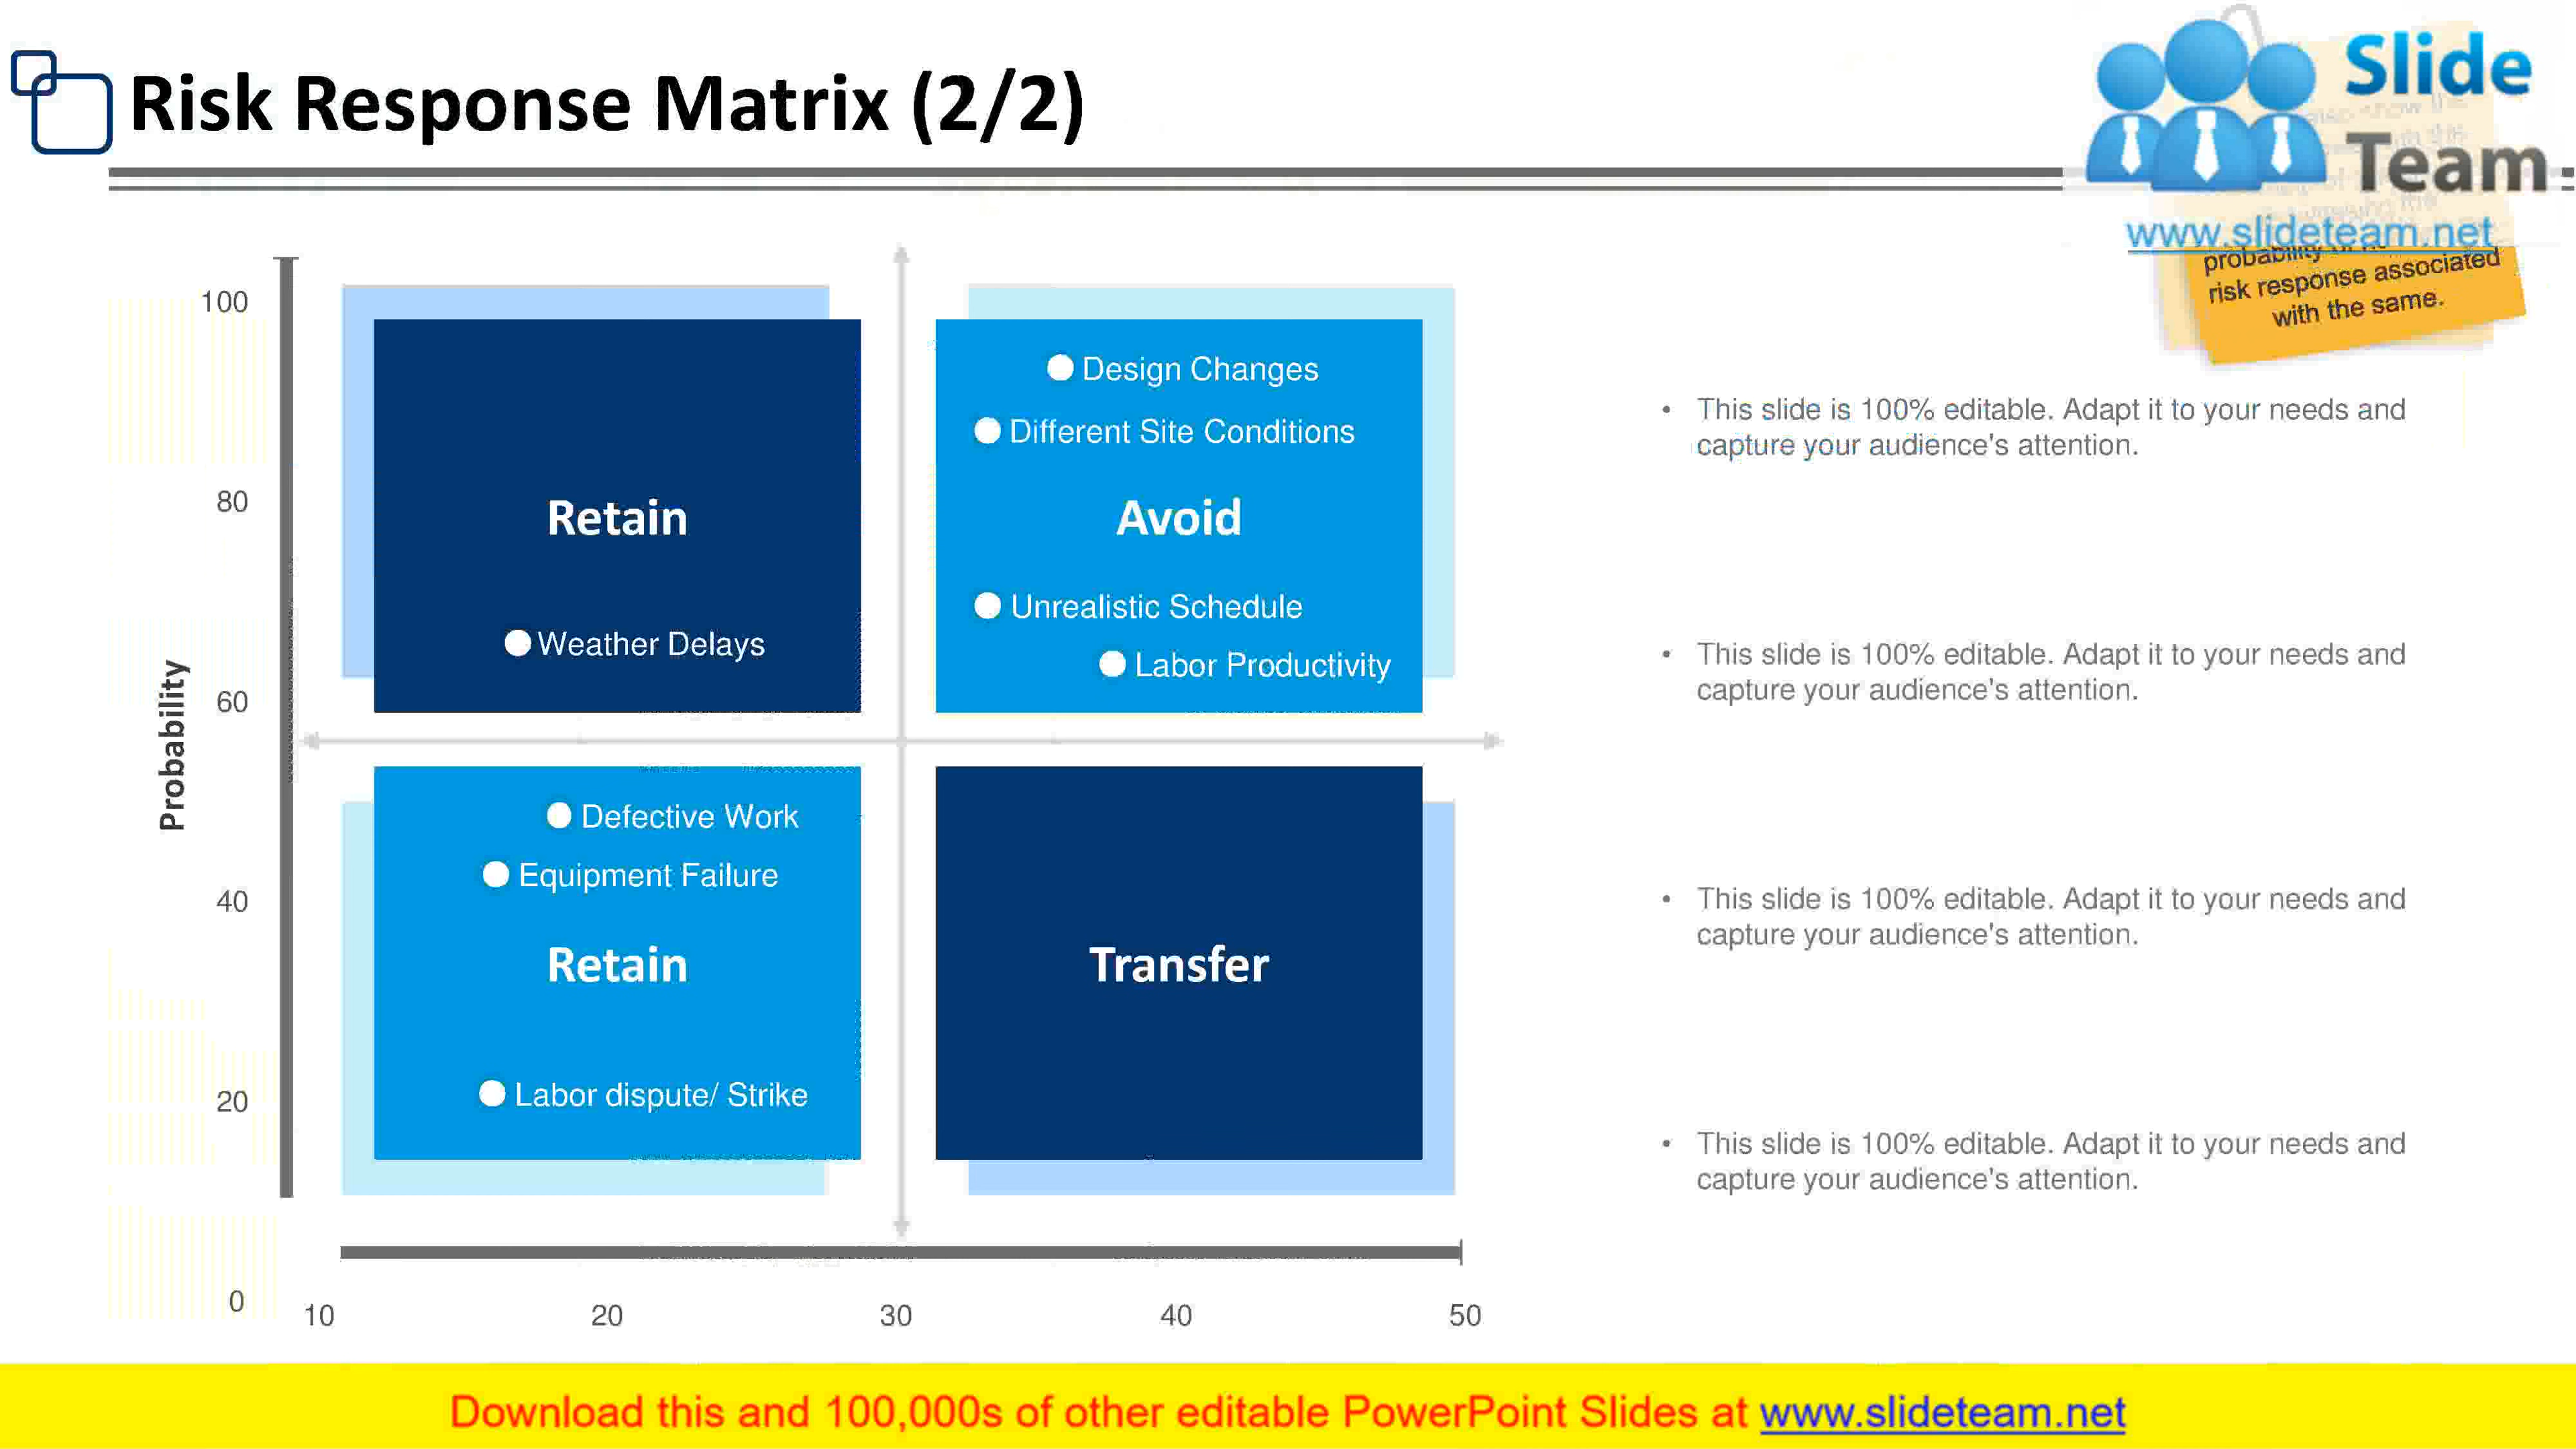 Risk Response Matrix (2/2)
Slide
Team
www.slideteam.net
probability
risk response associated
with the same.
100
80
60
40
20
0
Probability
Retain
Weather Delays
Design Changes
Different Site Conditions
Avoid
Unrealistic Schedule
Labor Productivity
Defective Work
Equipment Failure
Retain
Labor dispute/ Strike
Transfer
10 20 30 40 50
• This slide is 100% editable. Adapt it to your needs and
capture your audience's attention.
• This slide is 100% editable. Adapt it to your needs and
capture your audience's attention.
• This slide is 100% editable. Adapt it to your needs and
capture your audience's attention.
• This slide is 100% editable. Adapt it to your needs and
capture your audience's attention.
Download this and 100,000s of other editable PowerPoint Slides at www.slideteam.net